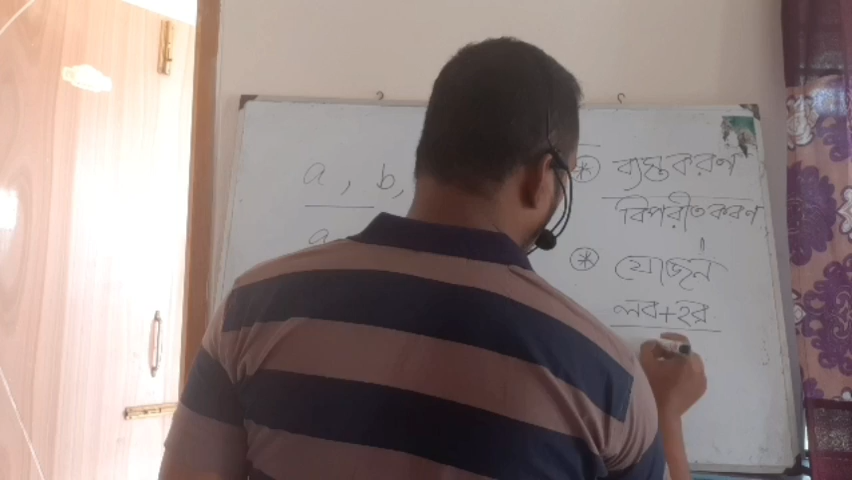 a, b,
a
* ব্যস্তকরণ
বিপরীতকরণ
* যোজন
লব+হর